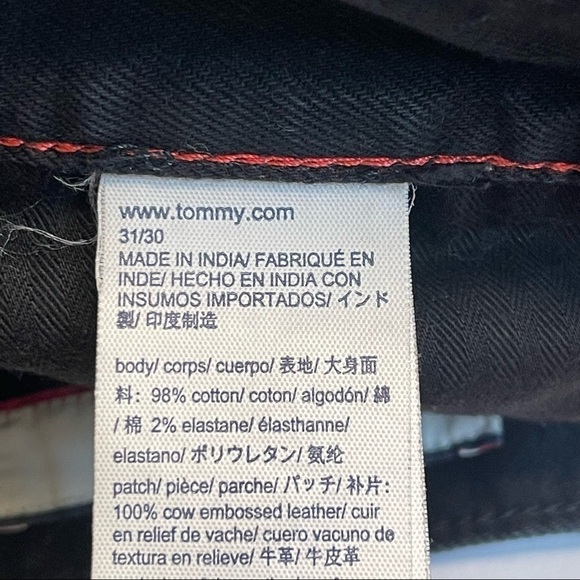 www.tommy.com
31/30
MADE IN INDIA/ FABRIQUÉ EN
INDE/ HECHO EN INDIA CON
INSUMOS IMPORTADOS/ インド
製/ 印度制造
body/ corps/ cuerpo/ 表地/ 大身面
料: 98% cotton/ coton/ algodón/ 綿
/ 棉 2% elastane/ élasthanne/
elastano/ ポリウレタン/ 氨纶
patch/ pièce/ parche/ パッチ/ 补片:
100% cow embossed leather/ cuir
en relief de vache/ cuero vacuno de
textura en relieve/ 牛革/ 牛皮革